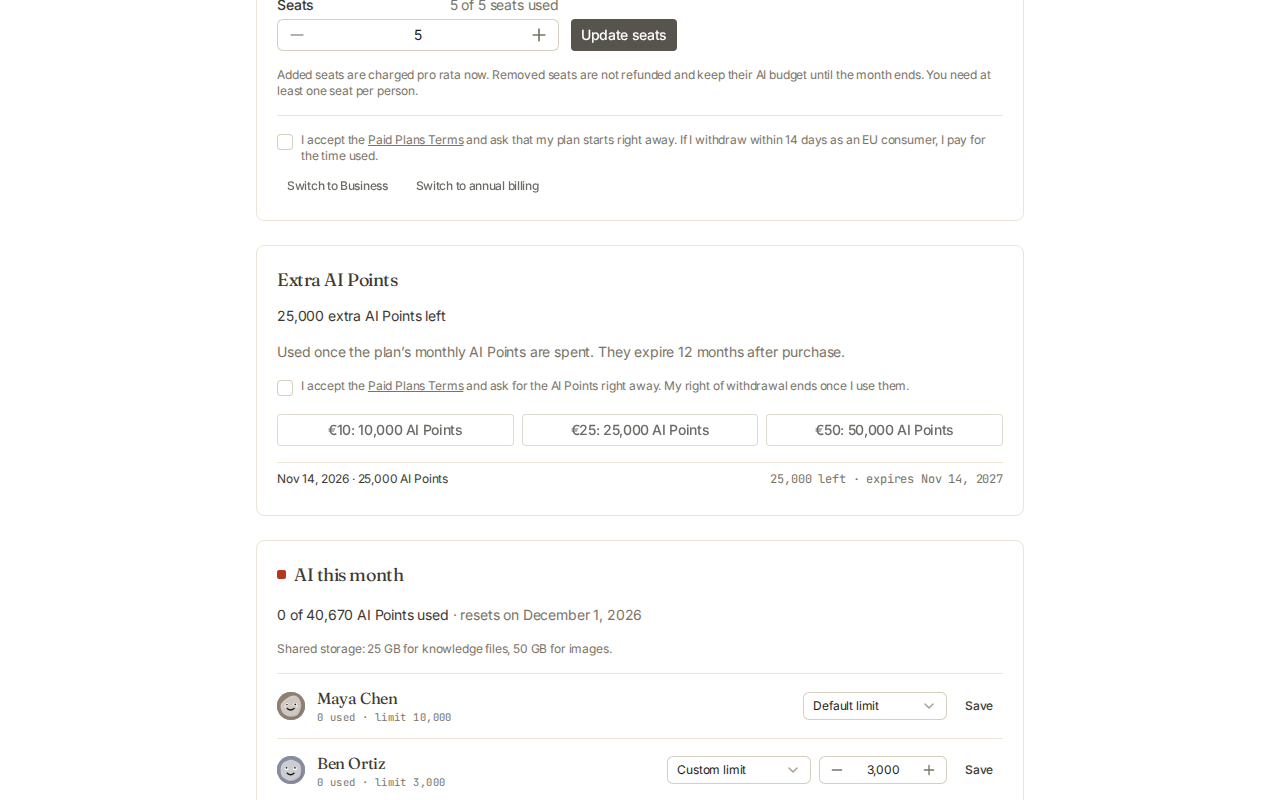 Seats 5 of 5 seats used
5 Update seats
Added seats are charged pro rata now. Removed seats are not refunded and keep their AI budget until the month ends. You need at
least one seat per person.
I accept the Paid Plans Terms and ask that my plan starts right away. If I withdraw within 14 days as an EU consumer, I pay for
the time used.
Switch to Business Switch to annual billing
Extra AI Points
25,000 extra AI Points left
Used once the plan’s monthly AI Points are spent. They expire 12 months after purchase.
I accept the Paid Plans Terms and ask for the AI Points right away. My right of withdrawal ends once I use them.
€10: 10,000 AI Points €25: 25,000 AI Points €50: 50,000 AI Points
Nov 14, 2026 · 25,000 AI Points 25,000 left · expires Nov 14, 2027
AI this month
0 of 40,670 AI Points used · resets on December 1, 2026
Shared storage: 25 GB for knowledge files, 50 GB for images.
Maya Chen
0 used · limit 10,000
Default limit Save
Ben Ortiz
0 used · limit 3,000
Custom limit 3,000 Save